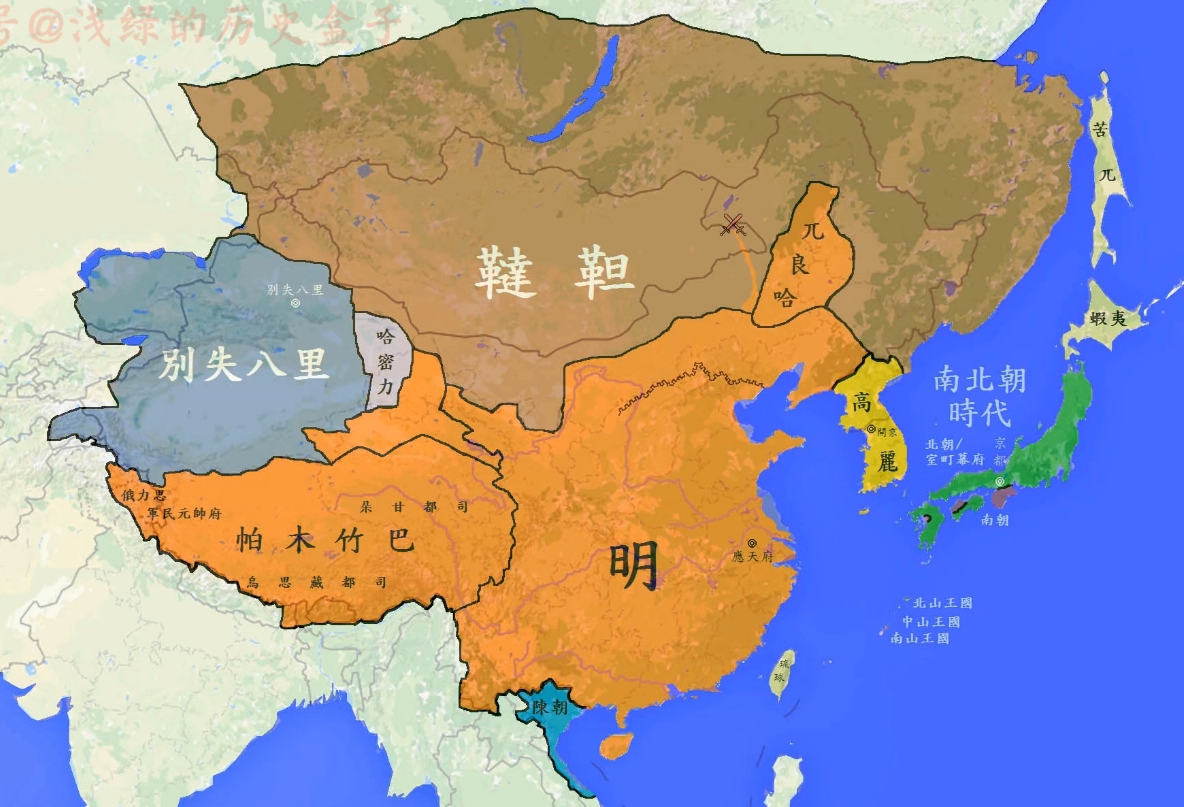 号@浅绿的历史盒子
苦
兀
兀
良
哈
韃靼
別失八里
哈
密
力
別失八里
蝦夷
南北朝
時代
高
開京
麗
北朝/
室町幕府
京
都
南朝
俄力思
軍民元帥府
朵甘都司
帕木竹巴
烏思藏都司
明
應天府
北山王國
中山王國
南山王國
琉
球
陳朝